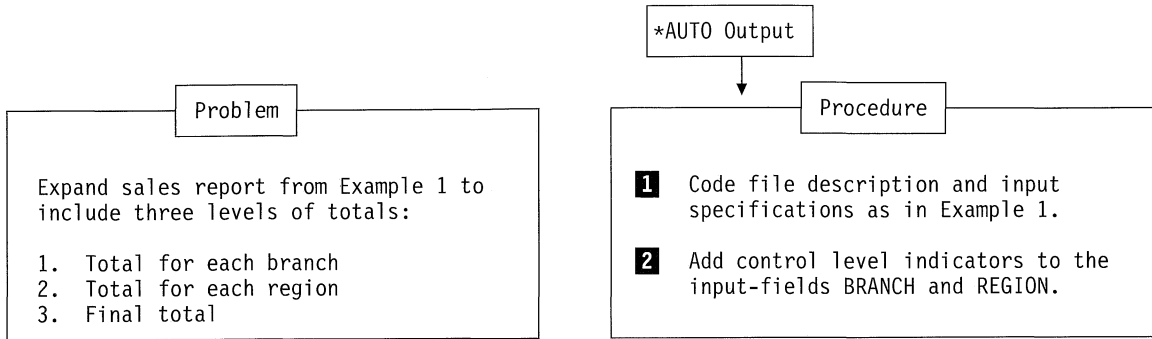 *AUTO Output
Problem
Expand sales report from Example 1 to
include three levels of totals:
1. Total for each branch
2. Total for each region
3. Final total
Procedure
1 Code file description and input
specifications as in Example 1.
2 Add control level indicators to the
input-fields BRANCH and REGION.